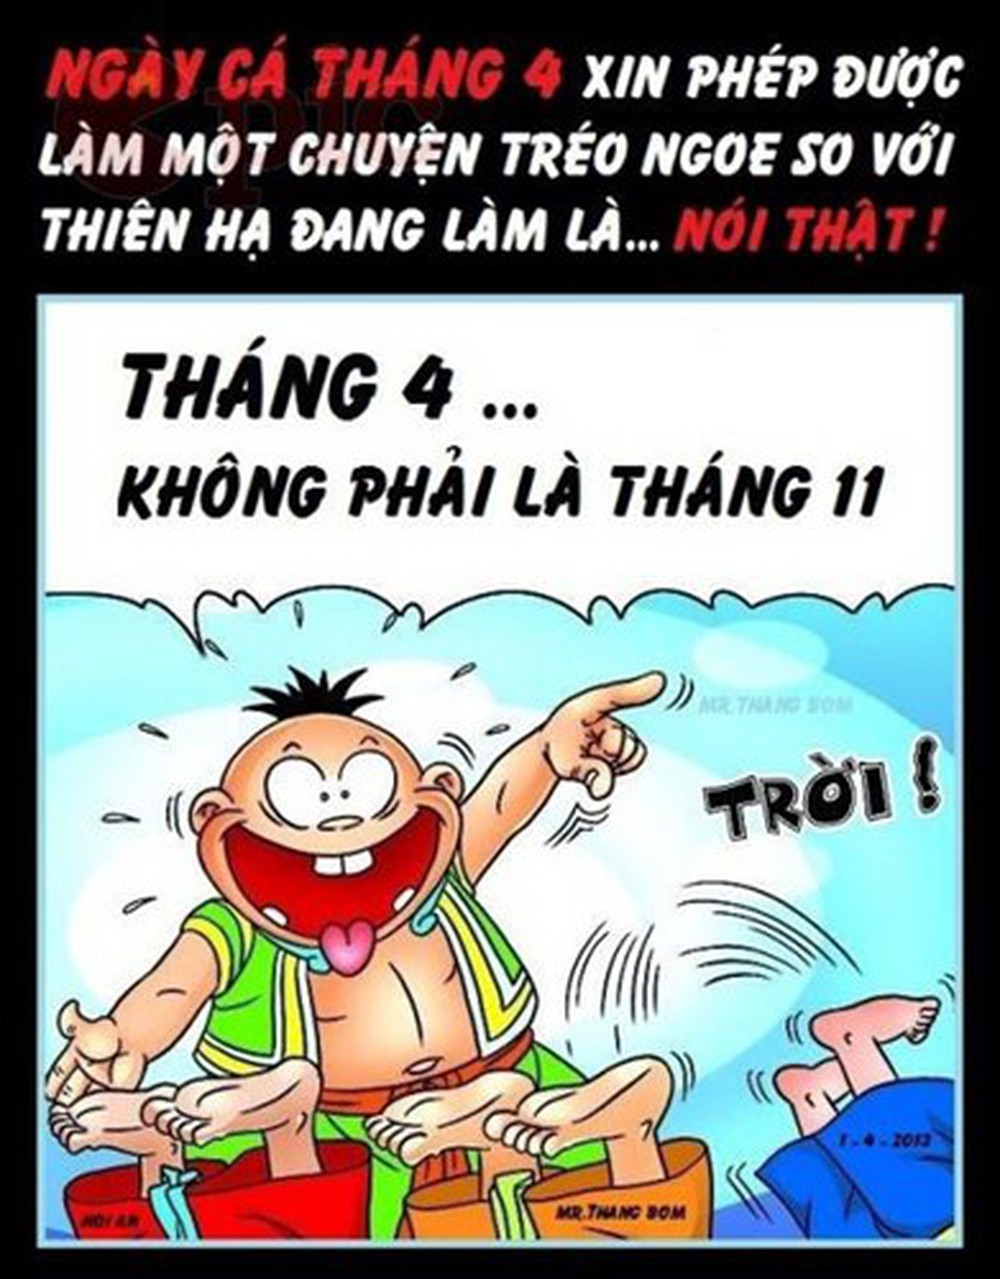 NGÀY CÁ THÁNG 4 XIN PHÉP ĐƯỢC
LÀM MỘT CHUYỆN TRÉO NGOE SO VỚI
THIÊN HẠ ĐANG LÀM LÀ... NÓI THẬT !
THÁNG 4 ...
KHÔNG PHẢI LÀ THÁNG 11
MR.THANG BOM
TRỜI !
1 - 4 - 2013
HOI AN
MR.THANG BOM